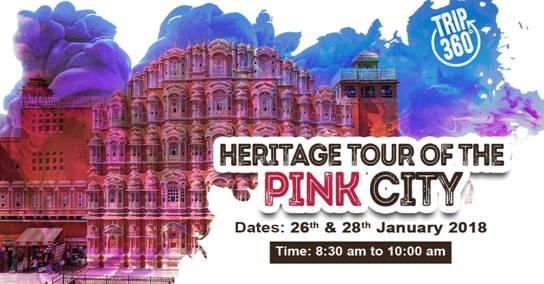 TRIP
360°
HERITAGE TOUR OF THE
PINK CITY
Dates: 26th & 28th January 2018
Time: 8:30 am to 10:00 am